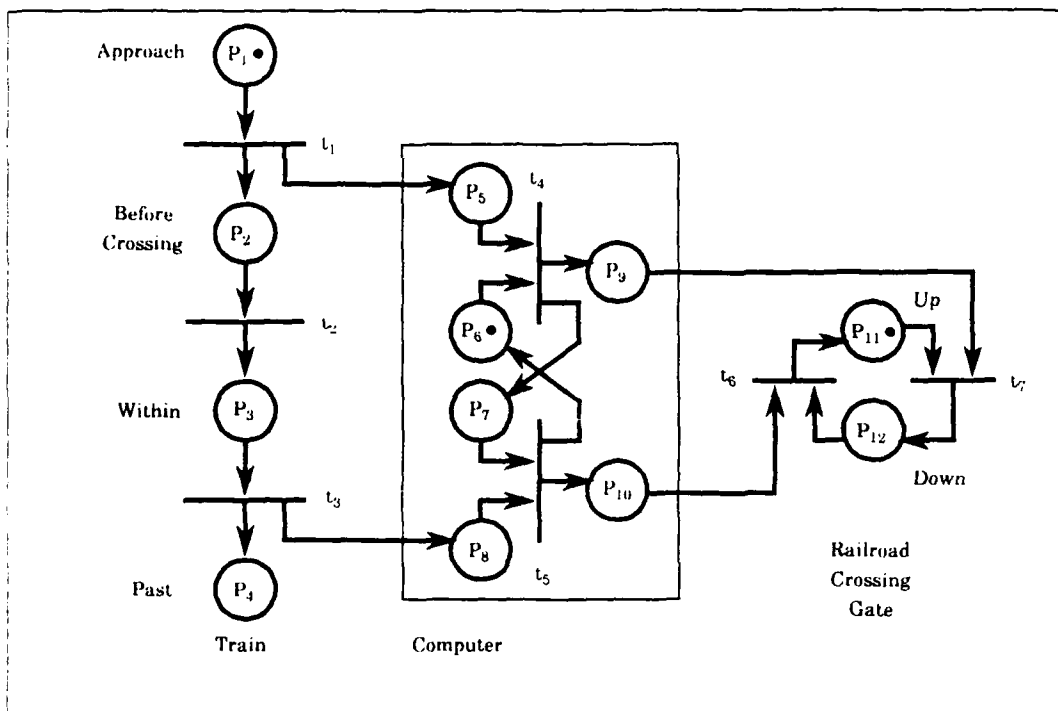 Approach
P1
t1
Before
Crossing
P2
t2
Within
P3
t3
Past
P4
Train
P5
t4
P6
P7
P8
t5
P9
P10
Computer
P11
Up
t6
t7
P12
Down
Railroad
Crossing
Gate